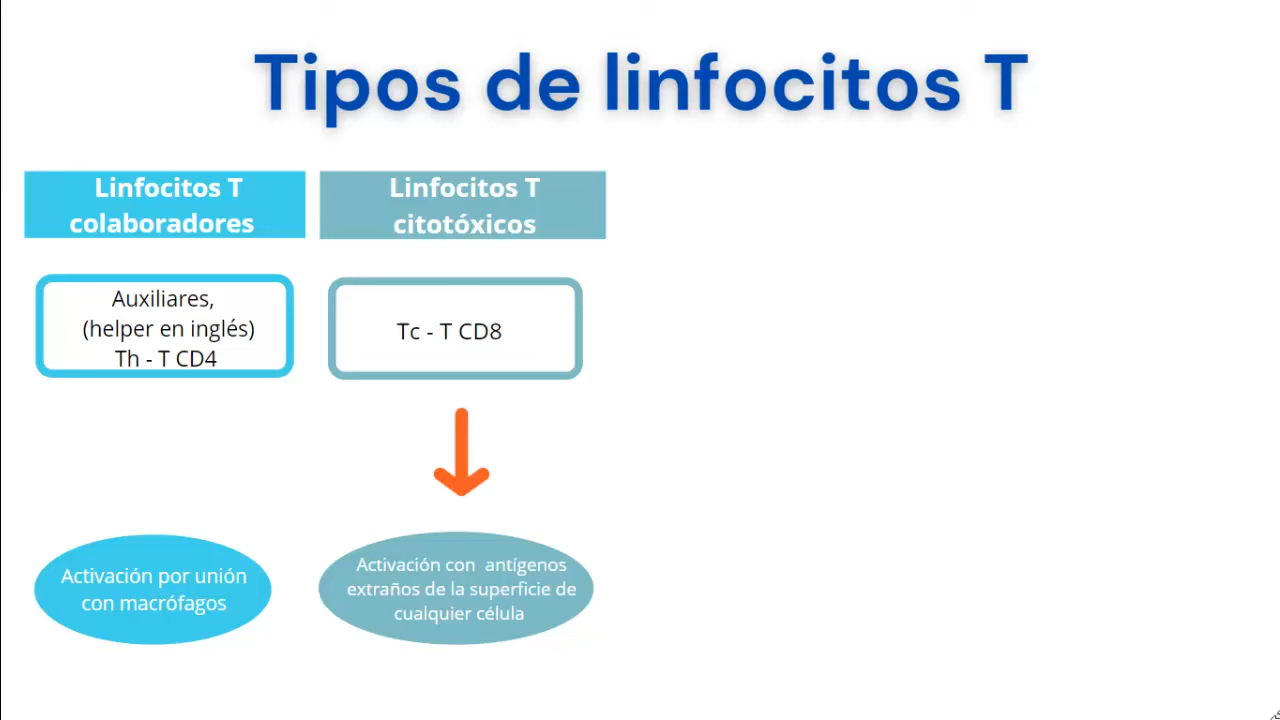 Tipos de linfocitos T
Linfocitos T
colaboradores
Linfocitos T
citotóxicos
Auxiliares,
(helper en inglés)
Th - T CD4
Tc - T CD8
Activación por unión
con macrófagos
Activación con antígenos
extraños de la superficie de
cualquier célula